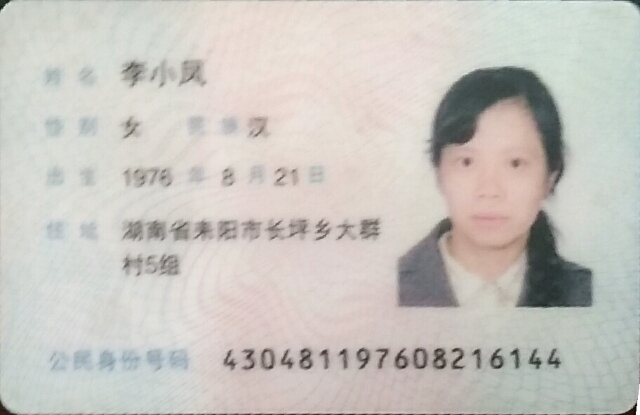 姓名 李小凤
性别 女 民族 汉
出生 1976 年 8 月 21 日
住址 湖南省耒阳市长坪乡大群
村5组
公民身份号码 430481197608216144